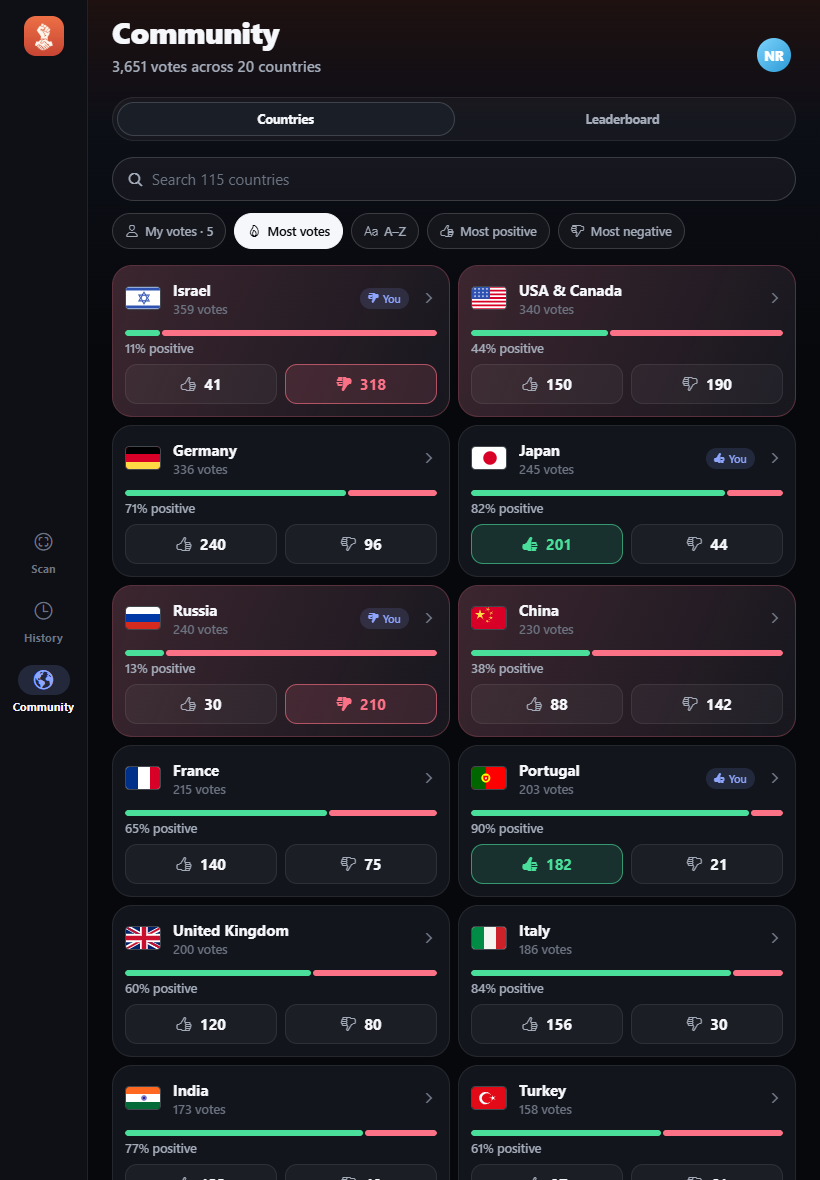 Community
3,651 votes across 20 countries
NR
Countries
Leaderboard
Search 115 countries
My votes · 5
Most votes
Aa A–Z
Most positive
Most negative
Israel
359 votes
You
11% positive
41
318
USA & Canada
340 votes
44% positive
150
190
Germany
336 votes
71% positive
240
96
Japan
245 votes
You
82% positive
201
44
Russia
240 votes
You
13% positive
30
210
China
230 votes
38% positive
88
142
France
215 votes
65% positive
140
75
Portugal
203 votes
You
90% positive
182
21
United Kingdom
200 votes
60% positive
120
80
Italy
186 votes
84% positive
156
30
India
173 votes
77% positive
Turkey
158 votes
61% positive
Scan
History
Community